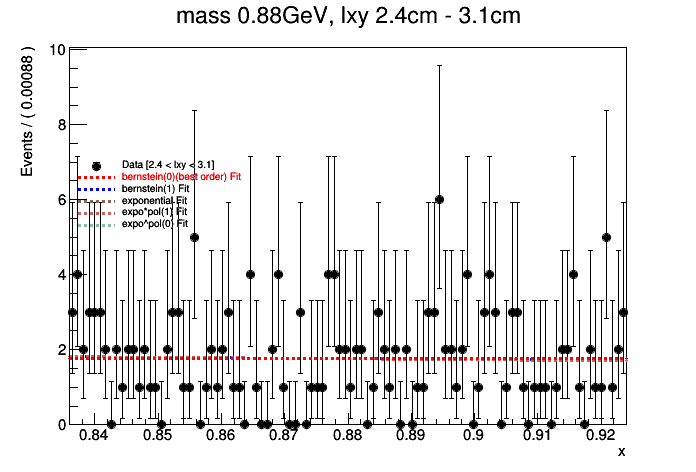 mass 0.88GeV, lxy 2.4cm - 3.1cm
Events / ( 0.00088 )
10
8
6
4
2
0
Data [2.4 < lxy < 3.1]
bernstein(0)(best order) Fit
bernstein(1) Fit
exponential Fit
expo*pol(1) Fit
expo^pol(0) Fit
0.84 0.85 0.86 0.87 0.88 0.89 0.9 0.91 0.92
x